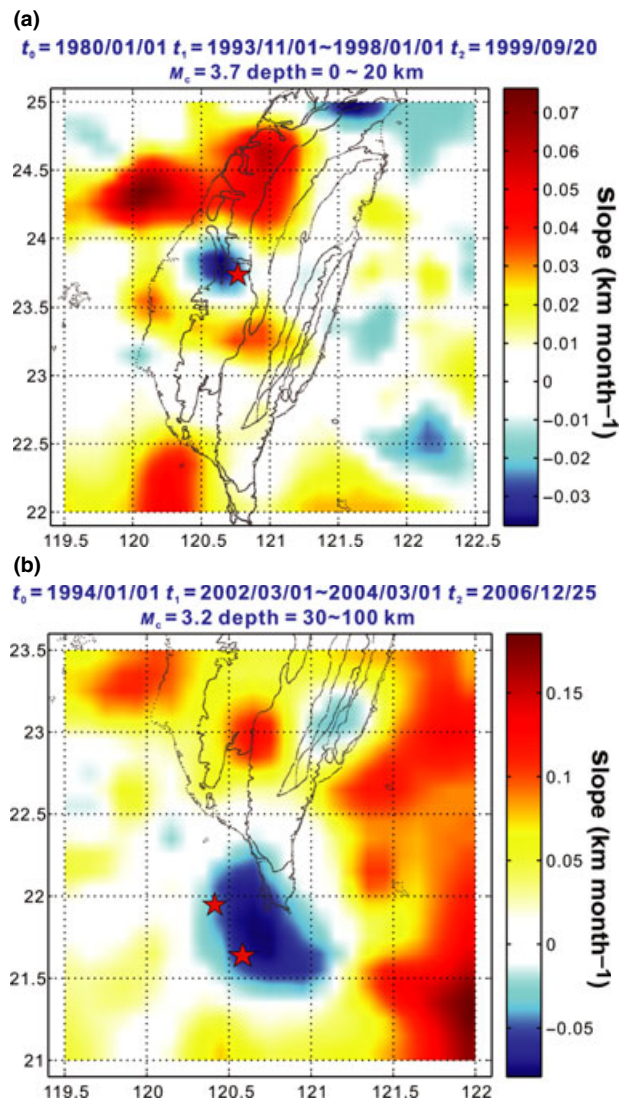 (a)
t₀ = 1980/01/01 t₁ = 1993/11/01~1998/01/01 t₂ = 1999/09/20
Mc = 3.7 depth = 0 ~ 20 km
25
24.5
24
23.5
23
22.5
22
119.5 120 120.5 121 121.5 122 122.5
0.07
0.06
0.05
0.04
0.03
0.02
0.01
0
−0.01
−0.02
−0.03
Slope (km month−1)
(b)
t₀ = 1994/01/01 t₁ = 2002/03/01~2004/03/01 t₂ = 2006/12/25
Mc = 3.2 depth = 30~100 km
23.5
23
22.5
22
21.5
21
119.5 120 120.5 121 121.5 122
0.15
0.1
0.05
0
−0.05
Slope (km month−1)